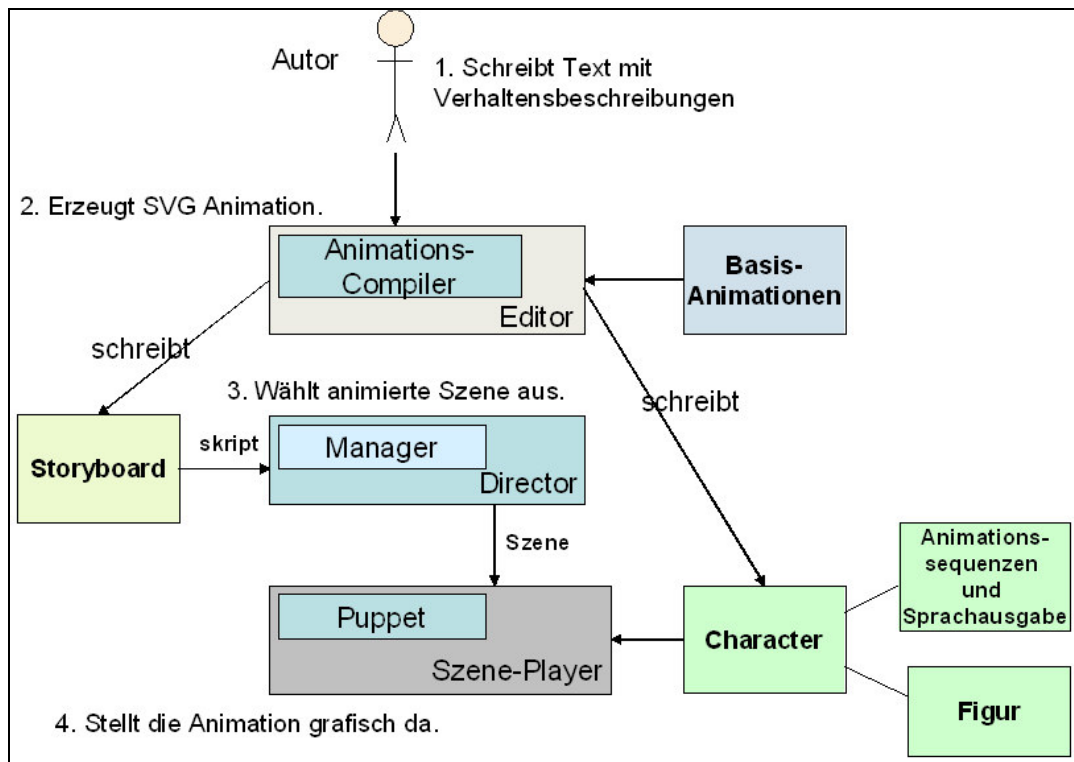 Autor
1. Schreibt Text mit
Verhaltensbeschreibungen
2. Erzeugt SVG Animation.
Animations-
Compiler
Editor
Basis-
Animationen
schreibt
3. Wählt animierte Szene aus.
schreibt
Storyboard
skript
Manager
Director
Szene
Animations-
sequenzen
und
Sprachausgabe
Puppet
Szene-Player
Character
Figur
4. Stellt die Animation grafisch da.